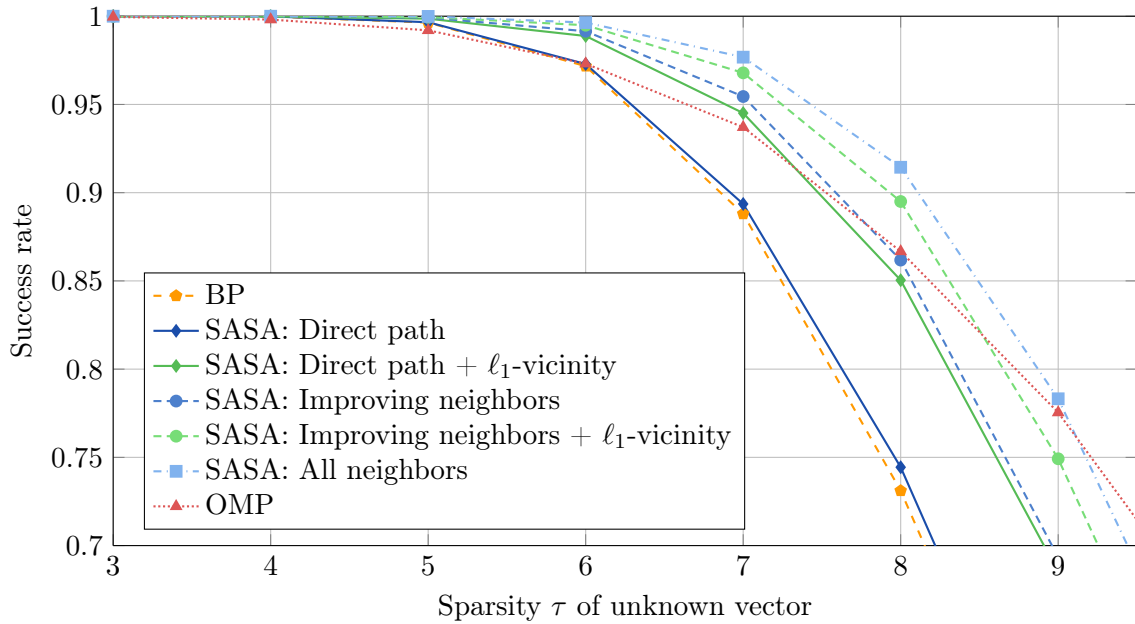 1
0.95
0.9
0.85
0.8
0.75
0.7
Success rate
BP
SASA: Direct path
SASA: Direct path + ℓ₁-vicinity
SASA: Improving neighbors
SASA: Improving neighbors + ℓ₁-vicinity
SASA: All neighbors
OMP
3 4 5 6 7 8 9
Sparsity τ of unknown vector